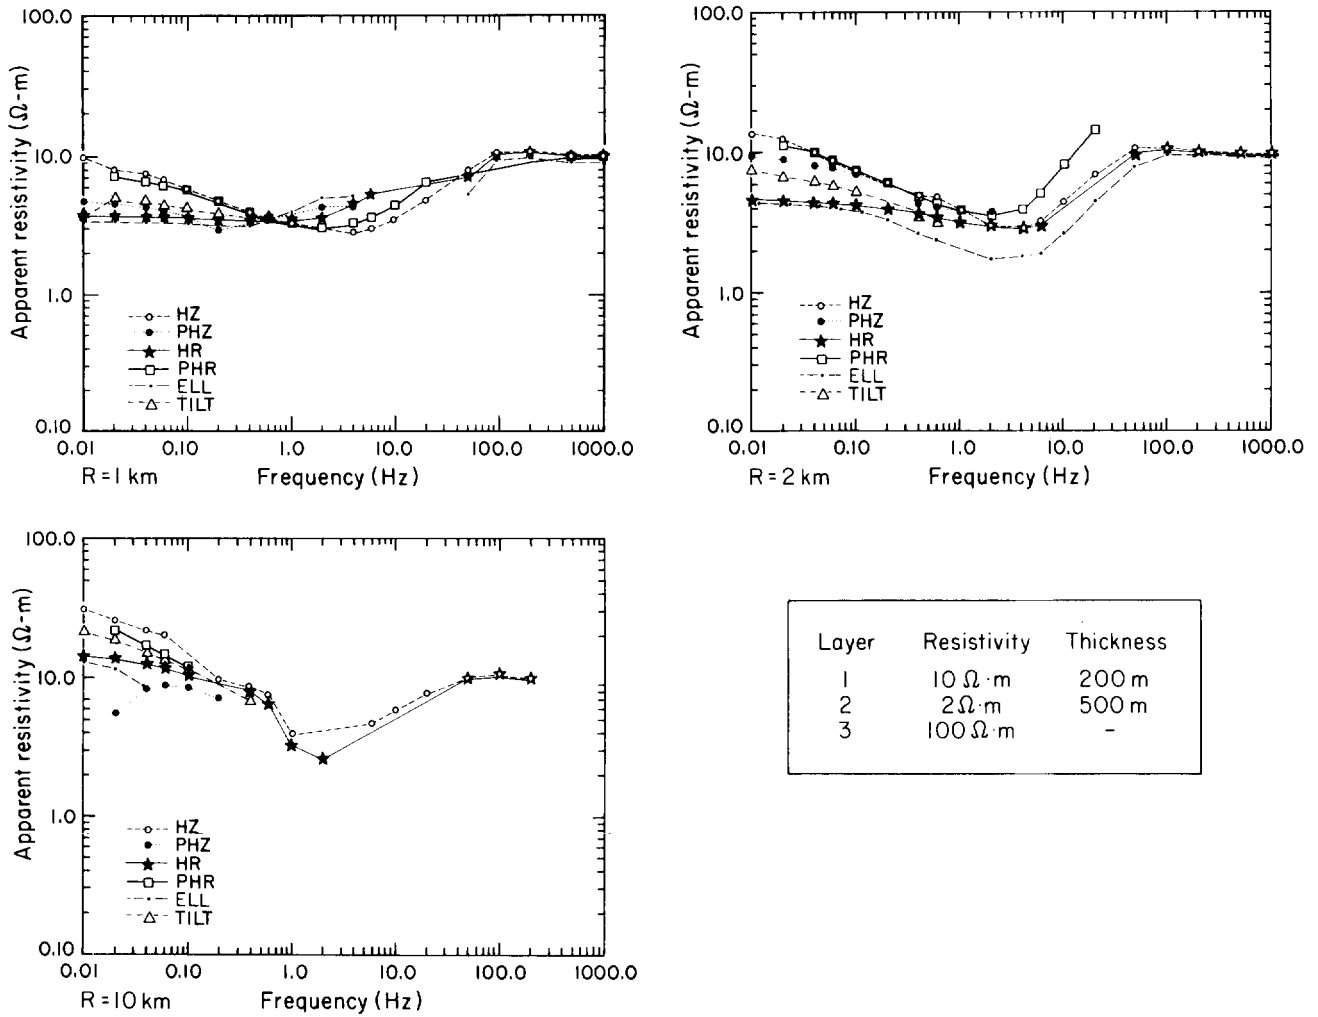 100.0
10.0
1.0
0.10
Apparent resistivity (Ω-m)
HZ
PHZ
HR
PHR
ELL
TILT
0.01 0.10 1.0 10.0 100.0 1000.0
R = 1 km Frequency (Hz)
100.0
10.0
1.0
0.10
Apparent resistivity (Ω-m)
HZ
PHZ
HR
PHR
ELL
TILT
0.01 0.10 1.0 10.0 100.0 1000.0
R = 2 km Frequency (Hz)
100.0
10.0
1.0
0.10
Apparent resistivity (Ω-m)
HZ
PHZ
HR
PHR
ELL
TILT
0.01 0.10 1.0 10.0 100.0 1000.0
R = 10 km Frequency (Hz)
Layer Resistivity Thickness
1 10 Ω·m 200 m
2 2Ω·m 500 m
3 100 Ω·m -